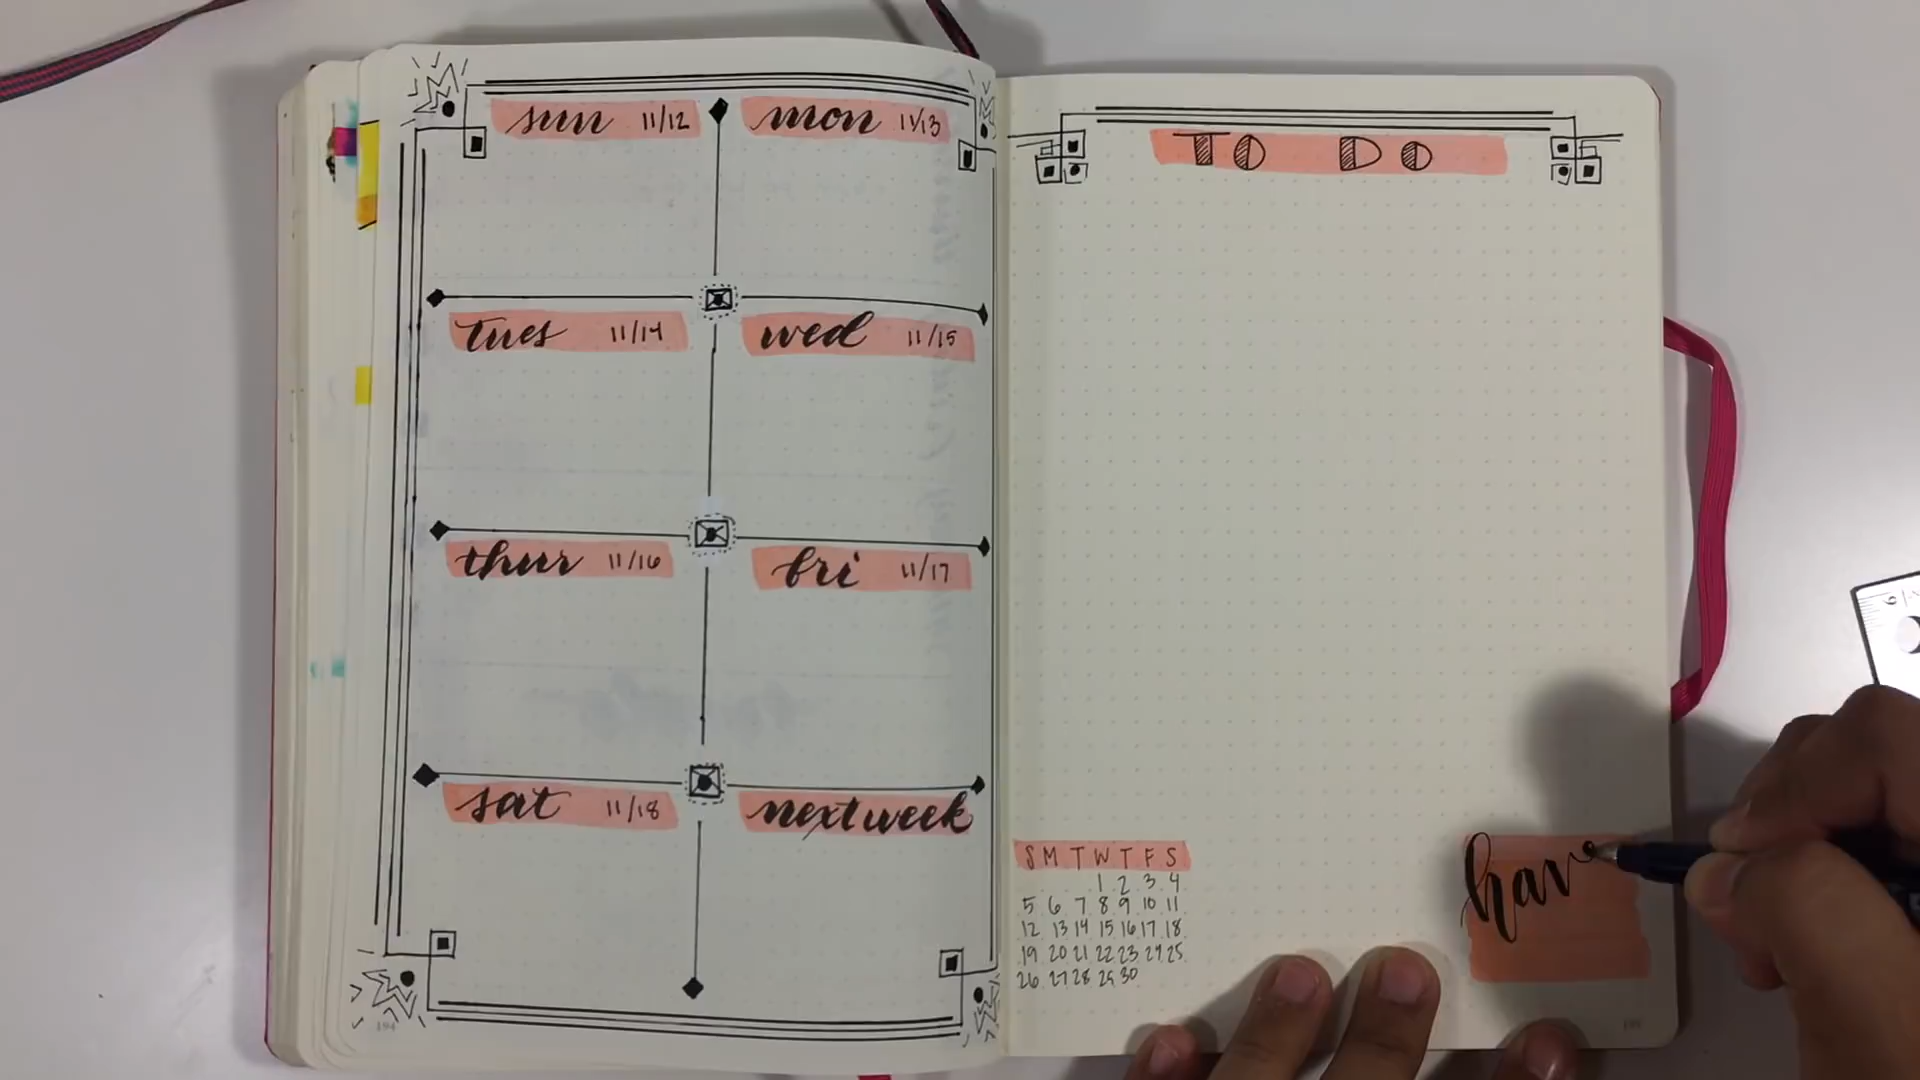 sun 11/12
mon 11/13
tues 11/14
wed 11/15
thur 11/16
fri 11/17
sat 11/18
next week
194
TO DO
S M T W T F S
1 2 3 4
5 6 7 8 9 10 11
12 13 14 15 16 17 18
19 20 21 22 23 24 25
26 27 28 29 30
hav